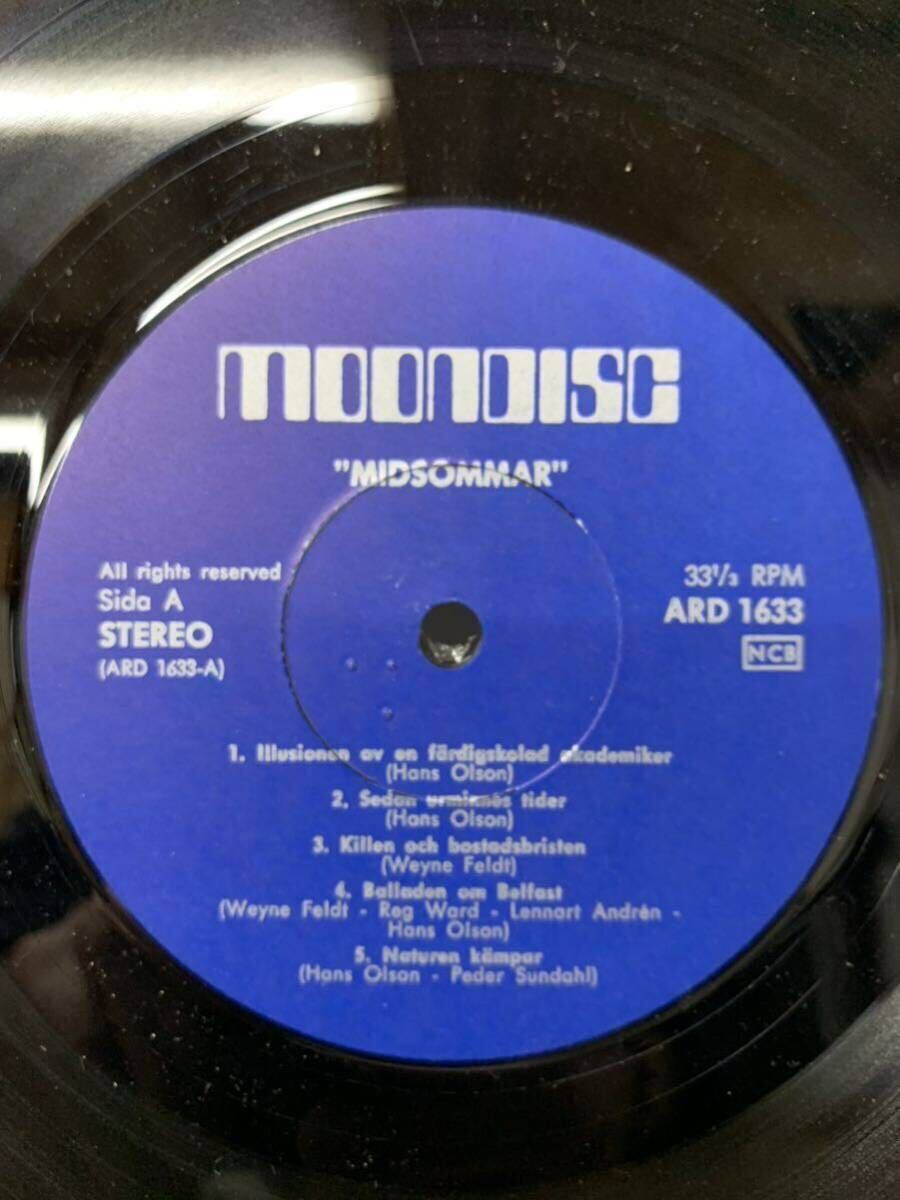 MOONDISC
"MIDSOMMAR"
All rights reserved
Sida A
STEREO
(ARD 1633-A)
33⅓ RPM
ARD 1633
NCB
1. Illusionen av en färdigskolad akademiker
(Hans Olson)
2. Sedan urminnes tider
(Hans Olson)
3. Killen och bostadsbristen
(Weyne Feldt)
4. Balladen om Belfast
(Weyne Feldt - Reg Ward - Lennart Andrén -
Hans Olson)
5. Naturen kämpar
(Hans Olson - Peder Sundahl)